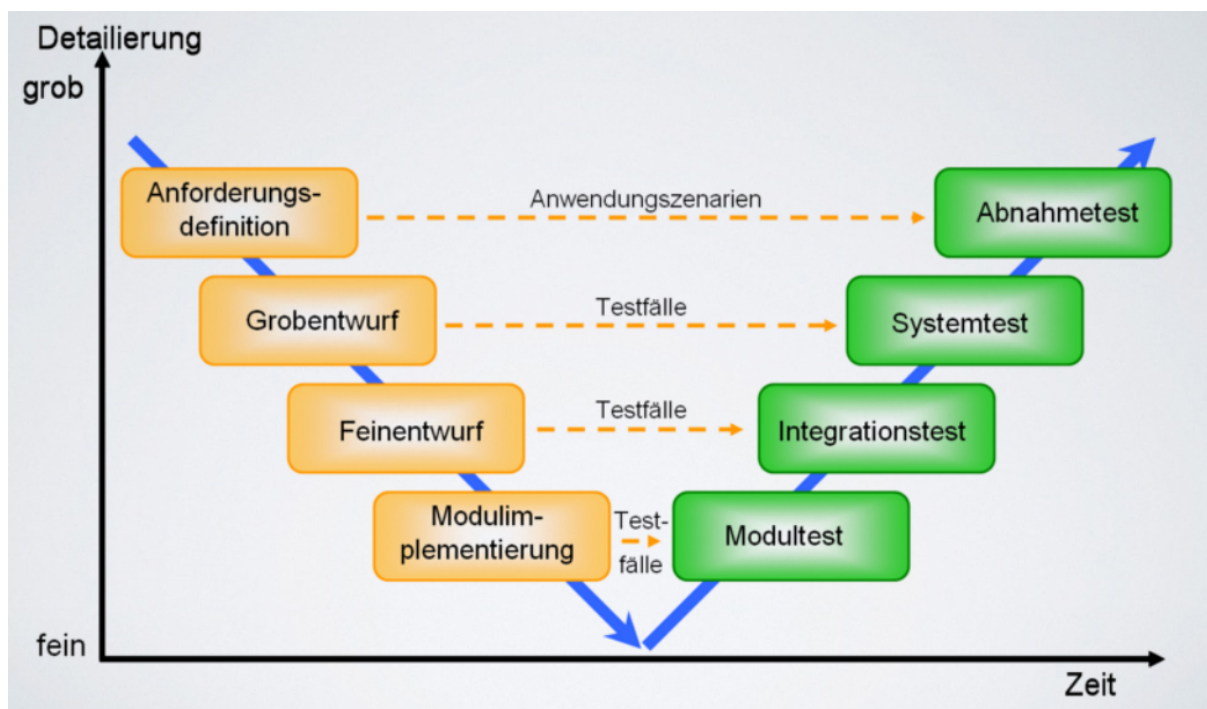 Detailierung
grob
Anforderungs-
definition
Anwendungszenarien
Abnahmetest
Grobentwurf
Testfälle
Systemtest
Feinentwurf
Testfälle
Integrationstest
Modulim-
plementierung
Test-
fälle
Modultest
fein
Zeit